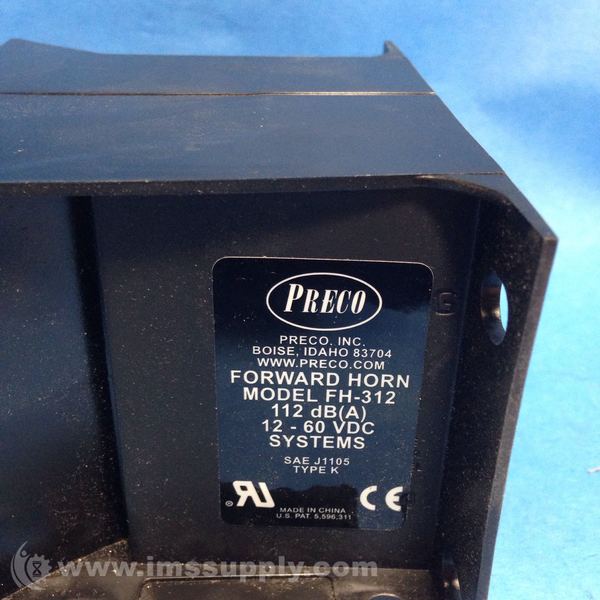 PRECO
PRECO, INC.
BOISE, IDAHO 83704
WWW.PRECO.COM
FORWARD HORN
MODEL FH-312
112 dB(A)
12 - 60 VDC
SYSTEMS
SAE J1105
TYPE K
MADE IN CHINA
U.S. PAT. 5,596,311
www.imssupply.com